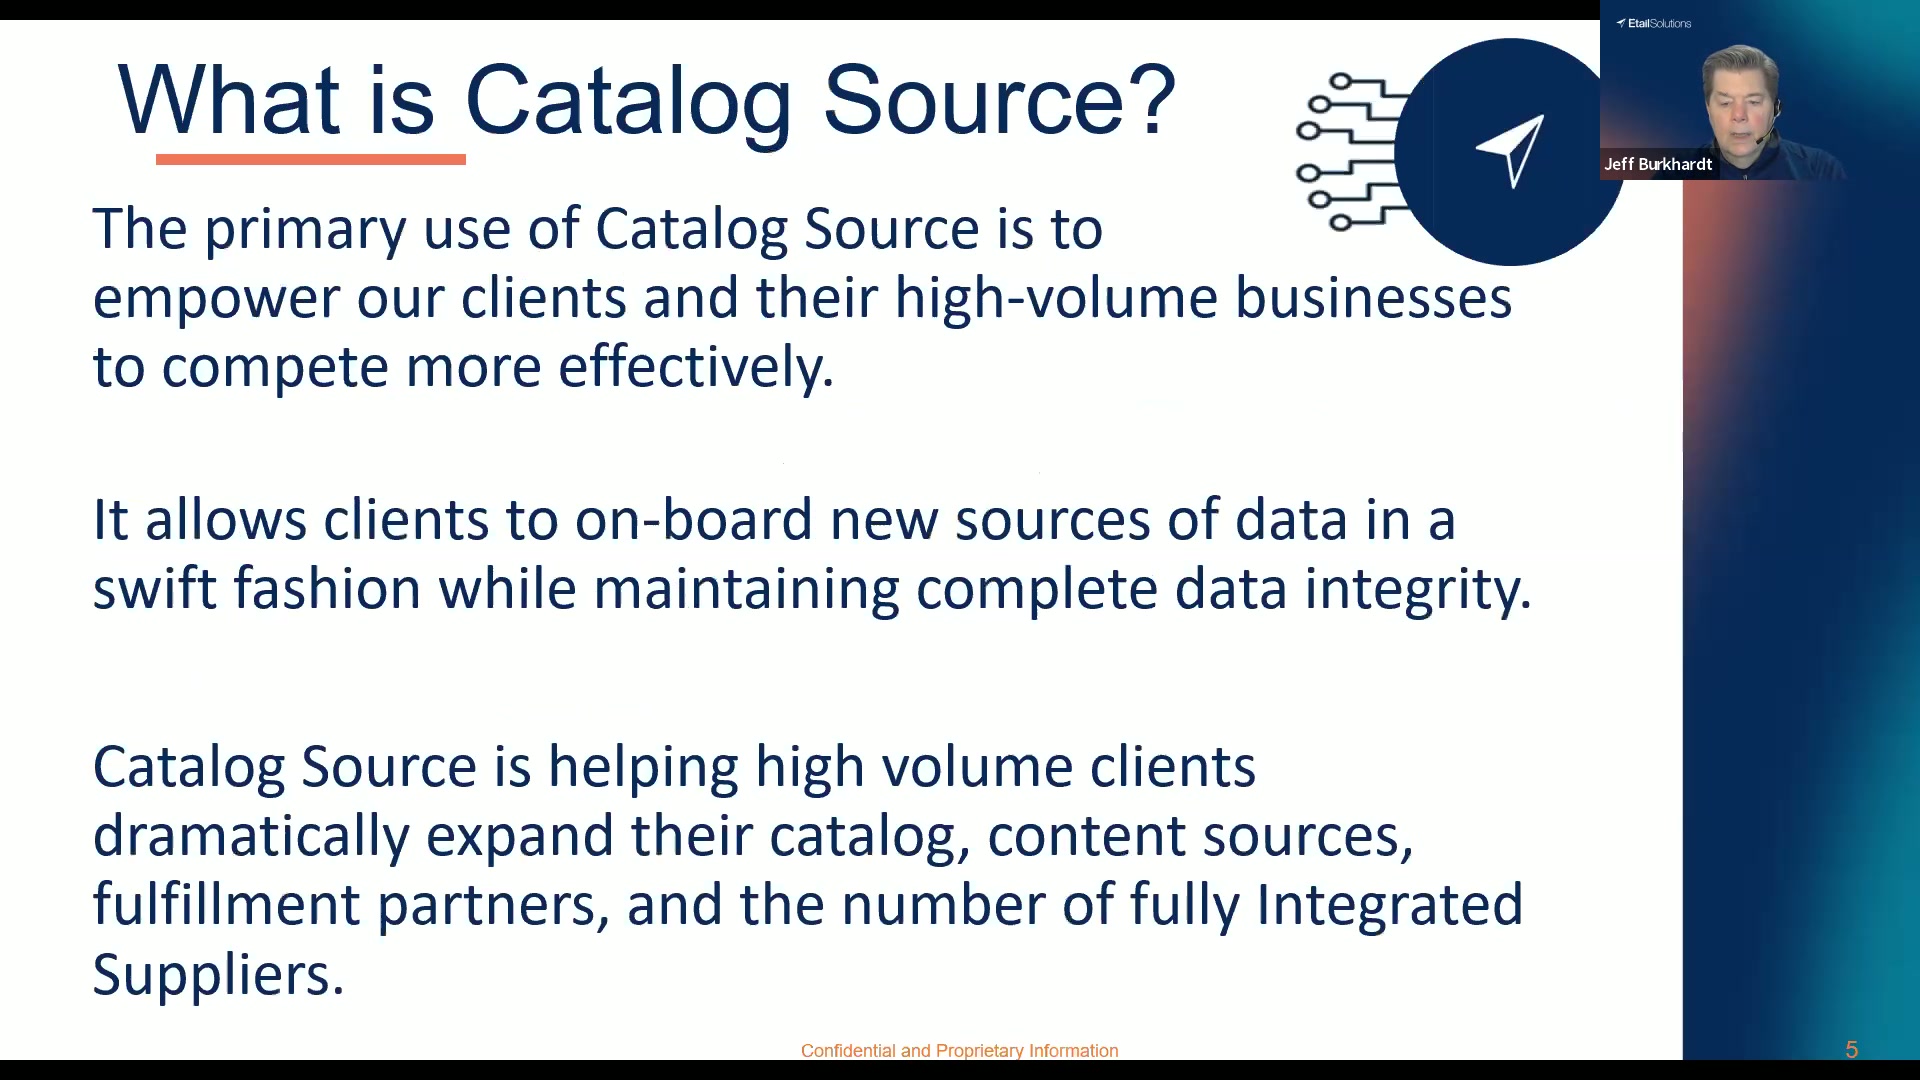 What is Catalog Source?
EtailSolutions
Jeff Burkhardt
The primary use of Catalog Source is to
empower our clients and their high-volume businesses
to compete more effectively.
It allows clients to on-board new sources of data in a
swift fashion while maintaining complete data integrity.
Catalog Source is helping high volume clients
dramatically expand their catalog, content sources,
fulfillment partners, and the number of fully Integrated
Suppliers.
Confidential and Proprietary Information
5